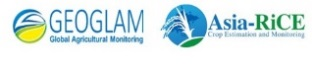 GEOGLAM
Global Agricultural Monitoring
Asia-RiCE
Crop Estimation and Monitoring